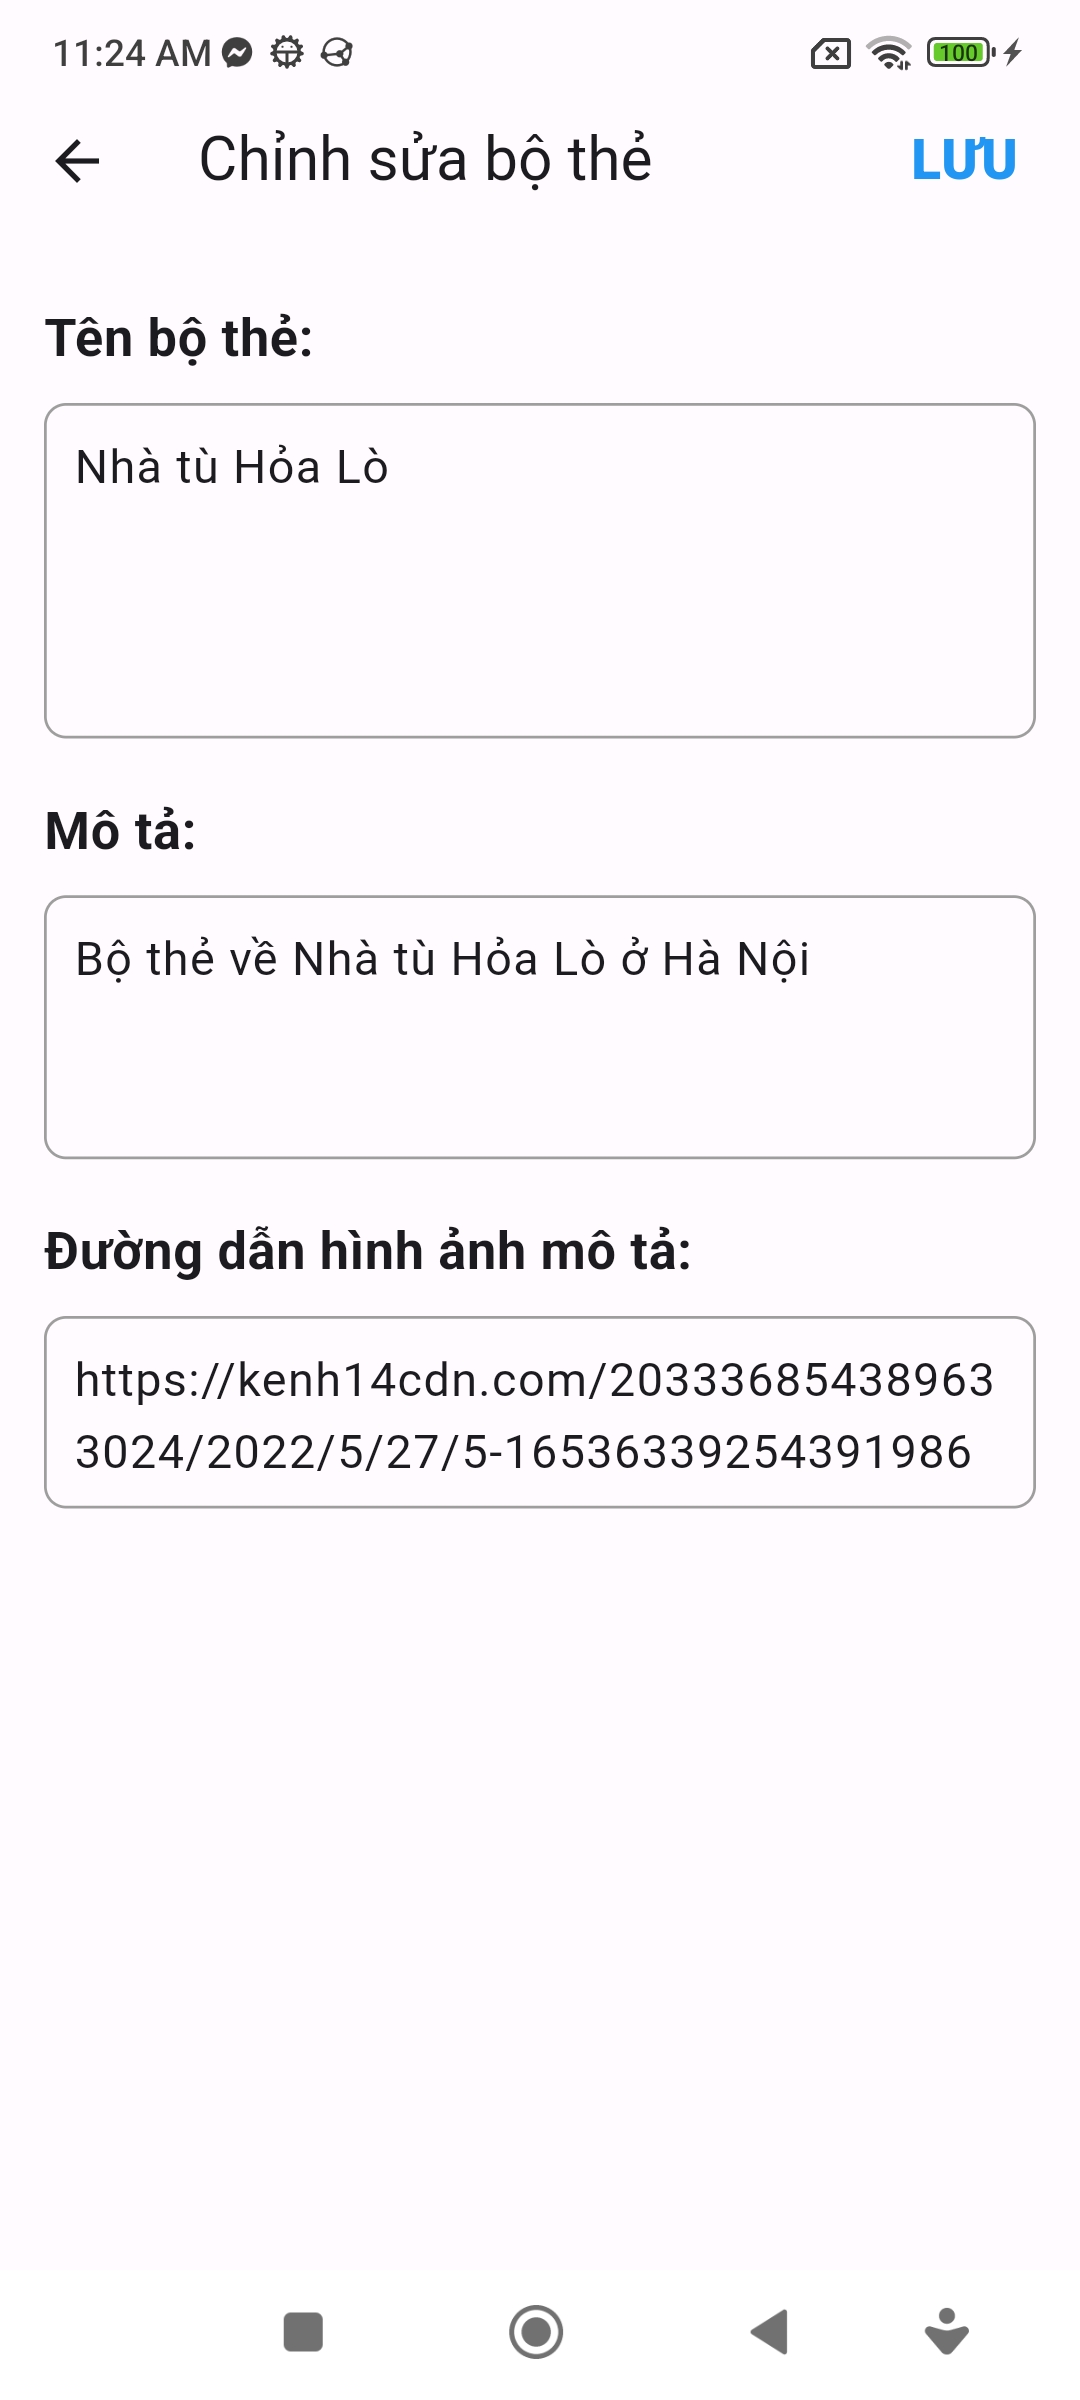 11:24 AM
100
Chỉnh sửa bộ thẻ
LƯU
Tên bộ thẻ:
Nhà tù Hỏa Lò
Mô tả:
Bộ thẻ về Nhà tù Hỏa Lò ở Hà Nội
Đường dẫn hình ảnh mô tả:
https://kenh14cdn.com/20333685438963
3024/2022/5/27/5-16536339254391986